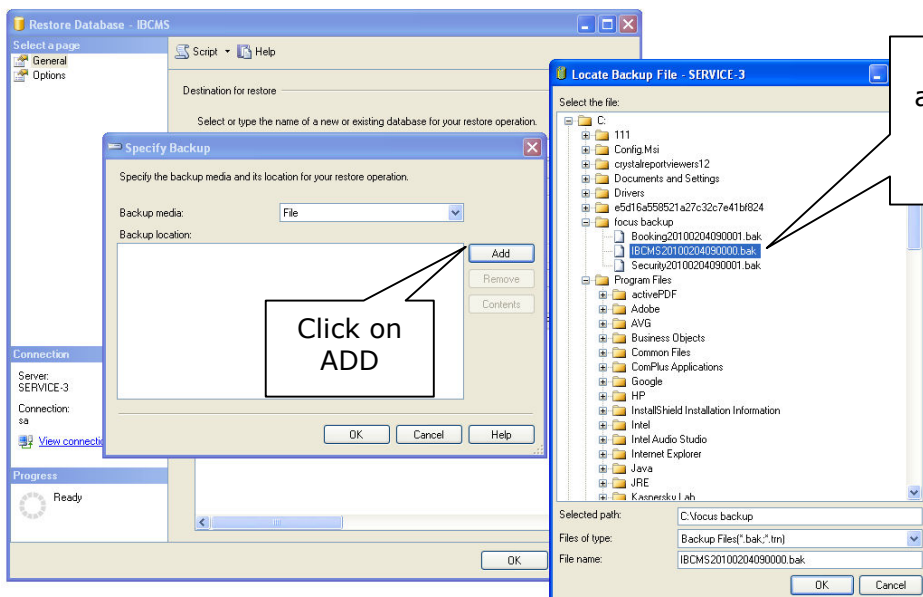 Restore Database - IBCMS
Select a page
General
Options
Script
Help
Destination for restore
Select or type the name of a new or existing database for your restore operation.
Specify Backup
Specify the backup media and its location for your restore operation.
Backup media:
File
Backup location:
Add
Remove
Contents
Click on
ADD
OK
Cancel
Help
Connection
Server:
SERVICE-3
Connection:
sa
View connecti
Progress
Ready
OK
Locate Backup File - SERVICE-3
Select the file:
C:
111
Config.Msi
crystalreportviewers12
Documents and Settings
Drivers
e5d16a558521a27c32c7e41bf824
focus backup
Booking20100204090001.bak
IBCMS20100204090000.bak
Security20100204090001.bak
Program Files
activePDF
Adobe
AVG
Business Objects
Common Files
ComPlus Applications
Google
HP
InstallShield Installation Information
Intel
Intel Audio Studio
Internet Explorer
Java
JRE
Kaspersky Lab
Selected path:
C:\focus backup
Files of type:
Backup Files(*.bak;*.trn)
File name:
IBCMS20100204090000.bak
OK
Cancel